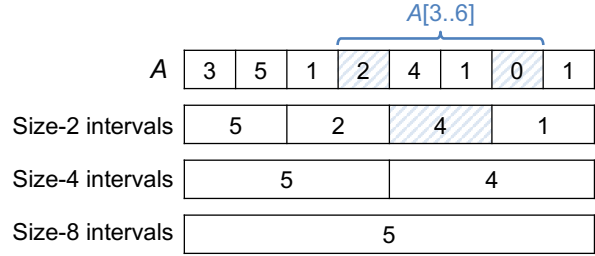 A[3..6]
A 3 5 1 2 4 1 0 1
Size-2 intervals 5 2 4 1
Size-4 intervals 5 4
Size-8 intervals 5